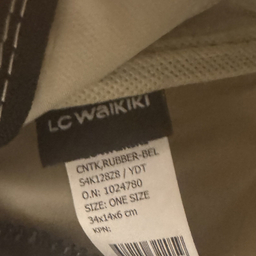 LC WAIKIKI
CNTK,RUBBER-BEL
S4K128Z8 / YDT
O.N: 1024780
SIZE: ONE SIZE
34x14x6 cm
KPN: